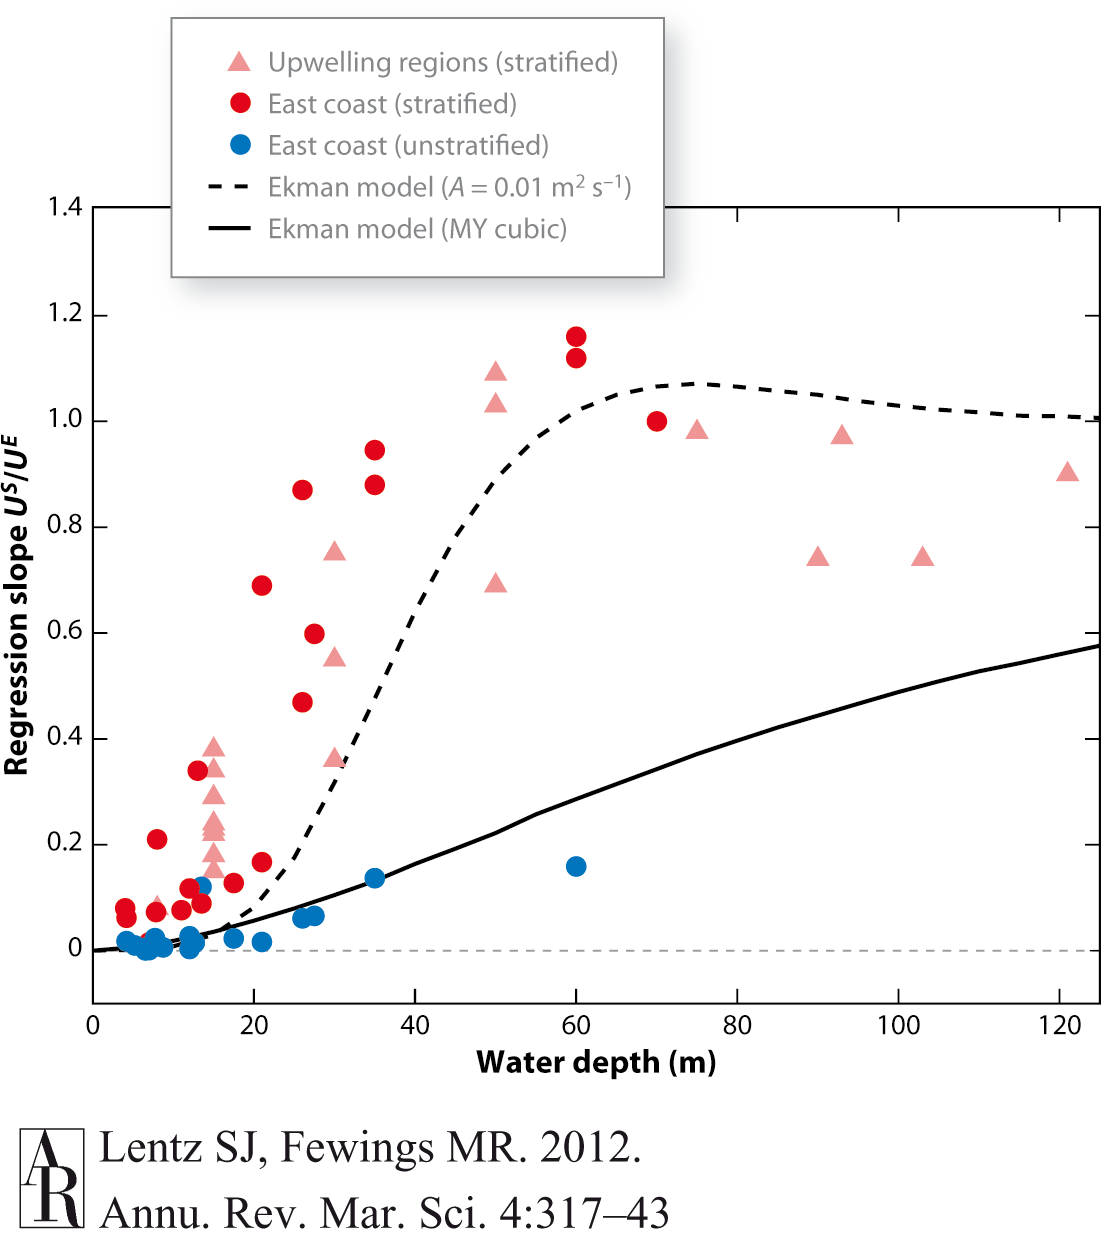 Upwelling regions (stratified)
East coast (stratified)
East coast (unstratified)
Ekman model (A = 0.01 m² s⁻¹)
Ekman model (MY cubic)
1.4
1.2
1.0
0.8
0.6
0.4
0.2
0
Regression slope Uˢ/Uᴱ
0 20 40 60 80 100 120
Water depth (m)
AR Lentz SJ, Fewings MR. 2012.
Annu. Rev. Mar. Sci. 4:317–43